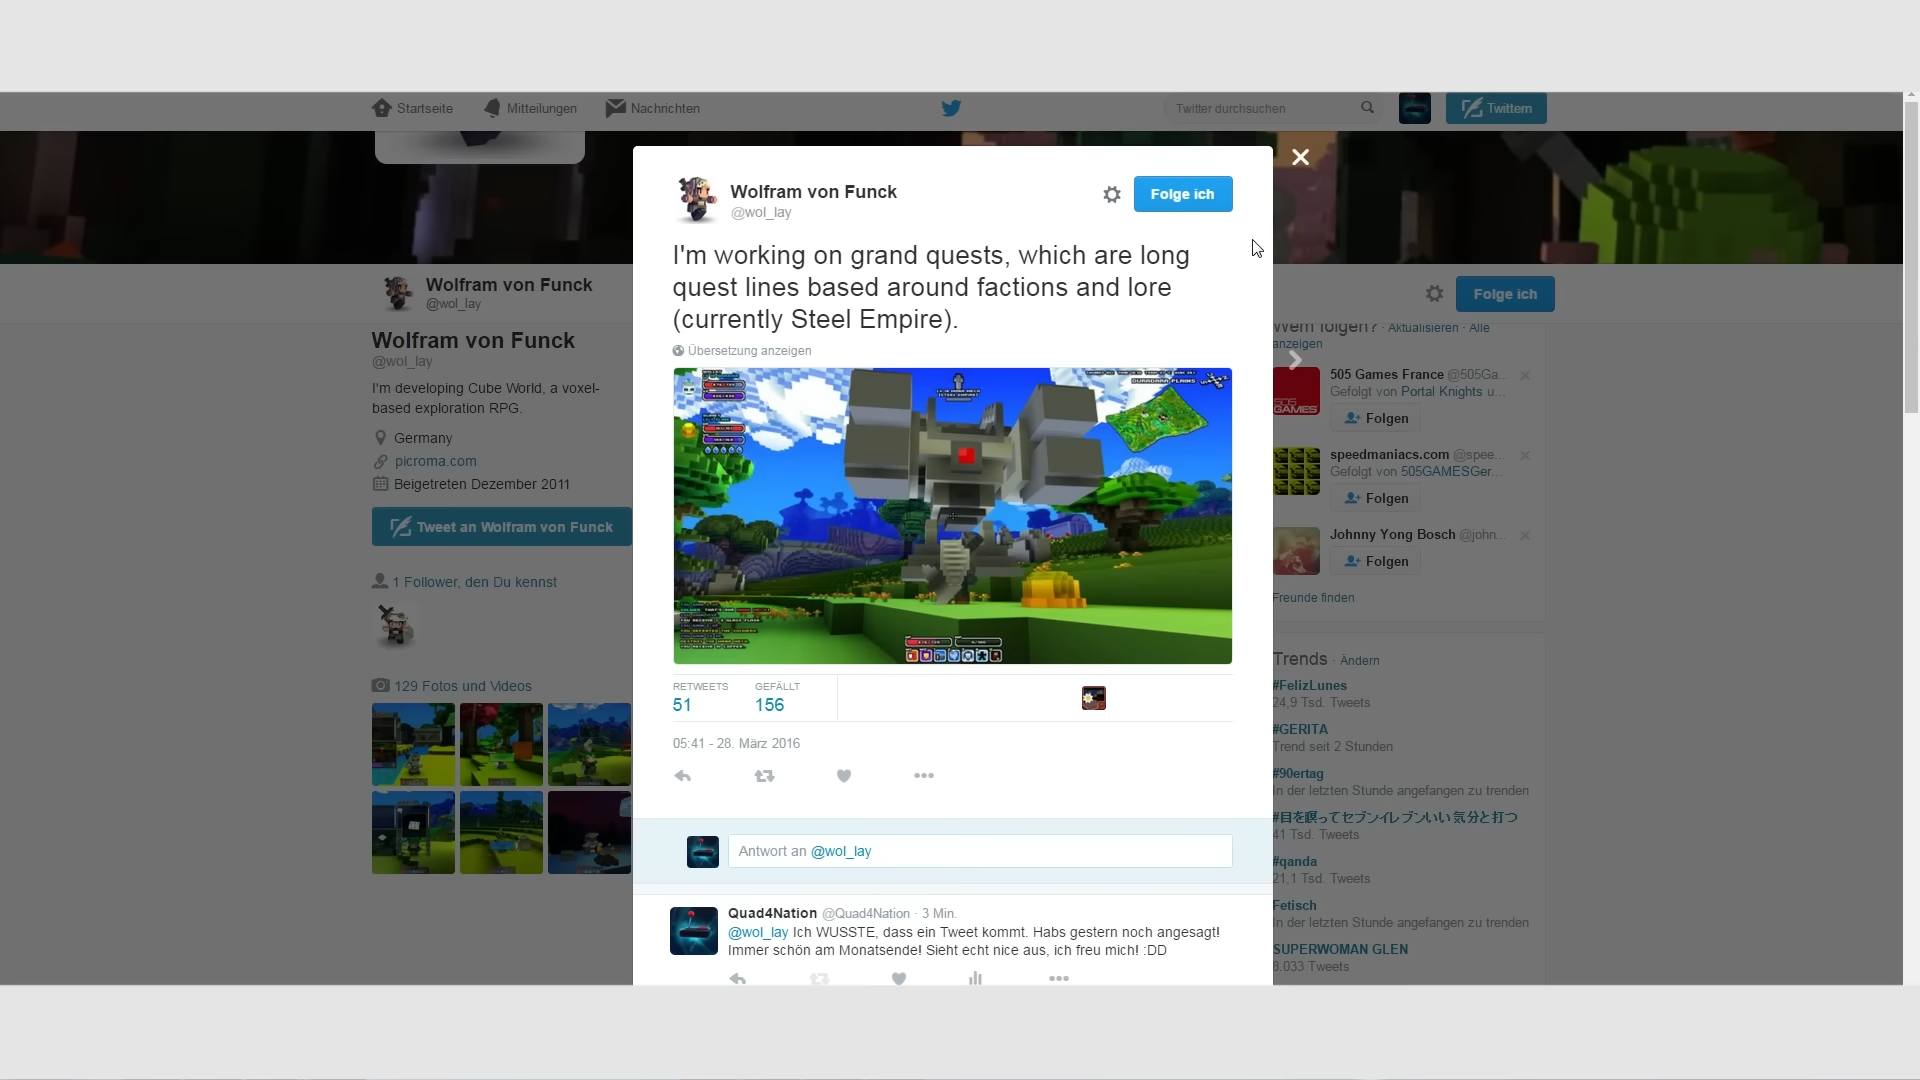 Startseite
Mitteilungen
Nachrichten
Twitter durchsuchen
Twittern
Wolfram von Funck
@wol_lay
Folge ich
Wolfram von Funck
@wol_lay
I'm developing Cube World, a voxel-
based exploration RPG.
Germany
picroma.com
Beigetreten Dezember 2011
Tweet an Wolfram von Funck
1 Follower, den Du kennst
129 Fotos und Videos
Wolfram von Funck
@wol_lay
Folge ich
I'm working on grand quests, which are long
quest lines based around factions and lore
(currently Steel Empire).
Übersetzung anzeigen
DURADARA PLAINS
RETWEETS
51
GEFÄLLT
156
05:41 - 28. März 2016
Antwort an @wol_lay
Quad4Nation @Quad4Nation · 3 Min.
@wol_lay Ich WUSSTE, dass ein Tweet kommt. Habs gestern noch angesagt!
Immer schön am Monatsende! Sieht echt nice aus, ich freu mich! :DD
Wem folgen? · Aktualisieren · Alle
anzeigen
505 Games France @505Ga...
505 GAMES
Gefolgt von Portal Knights u...
Folgen
speedmaniacs.com @spee...
Gefolgt von 505GAMESGer...
Folgen
Johnny Yong Bosch @john...
Folgen
Freunde finden
Trends · Ändern
#FelizLunes
24,9 Tsd. Tweets
#GERITA
Trend seit 2 Stunden
#90ertag
In der letzten Stunde angefangen zu trenden
#目を瞑ってセブンイレブンいい気分と打つ
41 Tsd. Tweets
#qanda
21,1 Tsd. Tweets
Fetisch
In der letzten Stunde angefangen zu trenden
SUPERWOMAN GLEN
8.033 Tweets